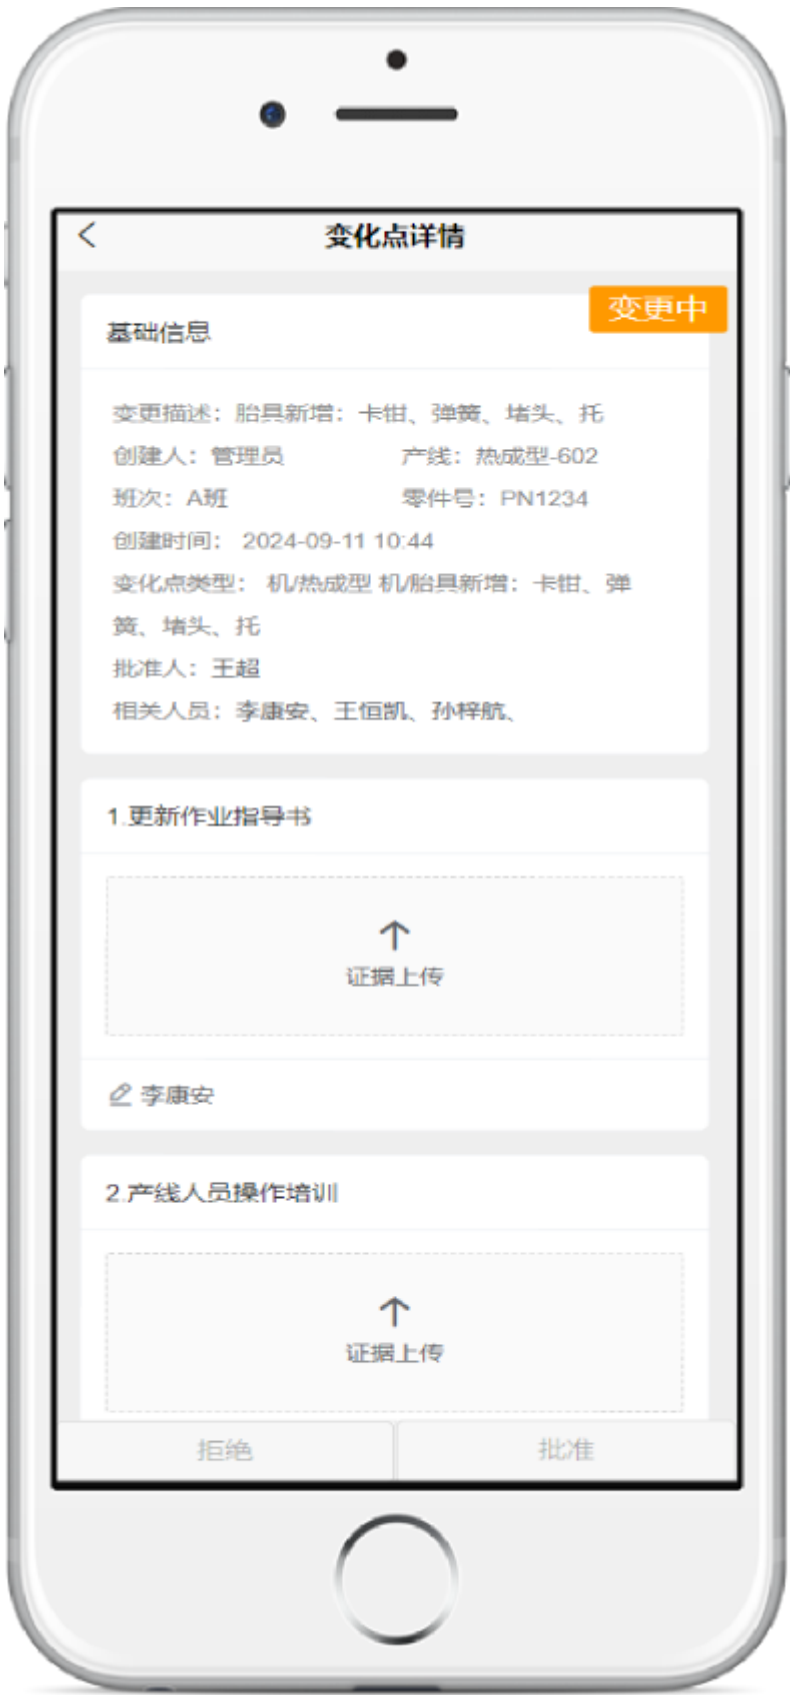 变化点详情
变更中
基础信息
变更描述：胎具新增：卡钳、弹簧、堵头、托
创建人：管理员 产线：热成型-602
班次：A班 零件号：PN1234
创建时间： 2024-09-11 10:44
变化点类型： 机/热成型 机/胎具新增：卡钳、弹
簧、堵头、托
批准人：王超
相关人员：李康安、王恒凯、孙梓航、
1.更新作业指导书
证据上传
李康安
2.产线人员操作培训
证据上传
拒绝 批准